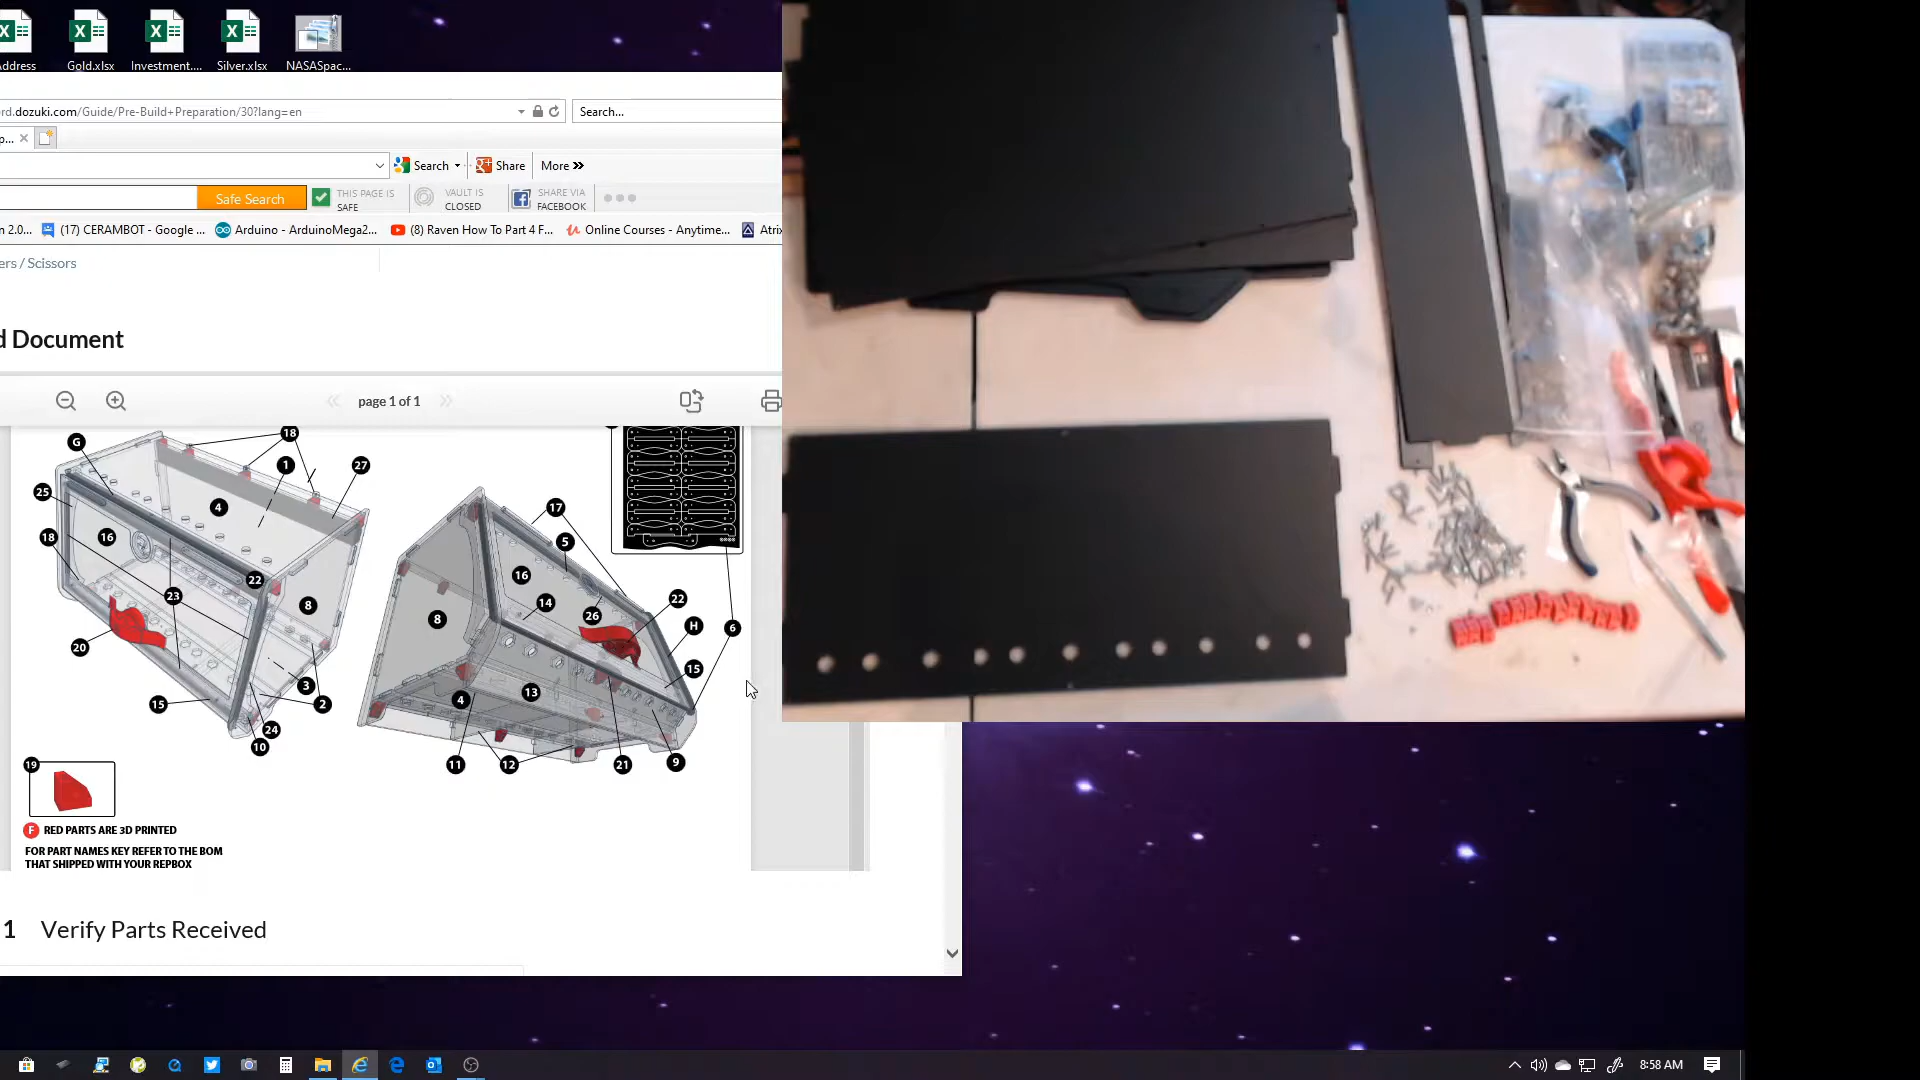 Address
Gold.xlsx
Investment....
Silver.xlsx
NASASpac...
rd.dozuki.com/Guide/Pre-Build+Preparation/30?lang=en
Search...
p...
Search
Share
More »
Safe Search
THIS PAGE IS
SAFE
VAULT IS
CLOSED
SHARE VIA
FACEBOOK
n 2.0...
(17) CERAMBOT - Google ...
Arduino - ArduinoMega2...
(8) Raven How To Part 4 F...
Online Courses - Anytime...
Atrix
ers / Scissors
d Document
page 1 of 1
G
18
1
27
25
4
18
16
22
8
23
20
3
15
2
24
10
17
5
16
22
14
26
H
8
6
15
13
4
11
12
21
9
19
F RED PARTS ARE 3D PRINTED
FOR PART NAMES KEY REFER TO THE BOM
THAT SHIPPED WITH YOUR REPBOX
1 Verify Parts Received
8:58 AM